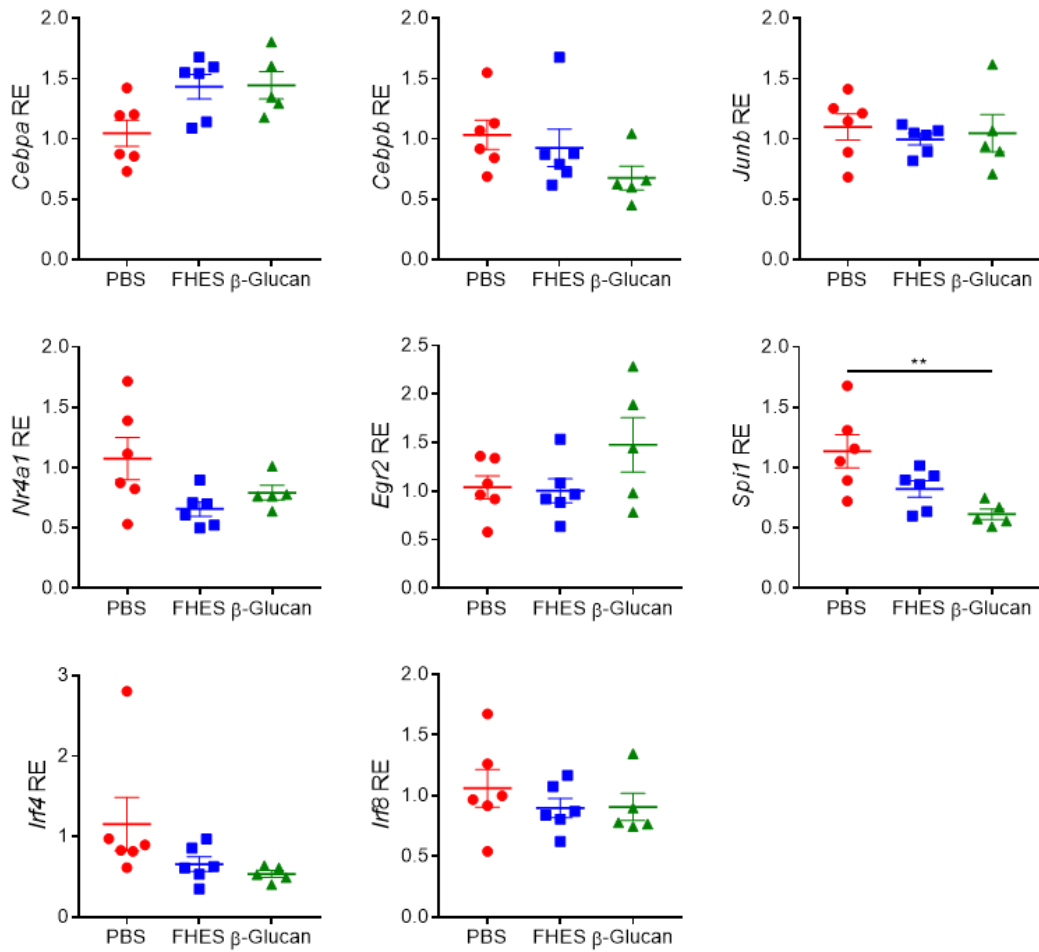 Cebpa RE
2.0
1.5
1.0
0.5
0.0
PBS FHES β-Glucan
Cebpb RE
2.0
1.5
1.0
0.5
0.0
PBS FHES β-Glucan
Junb RE
2.0
1.5
1.0
0.5
0.0
PBS FHES β-Glucan
Nr4a1 RE
2.0
1.5
1.0
0.5
0.0
PBS FHES β-Glucan
Egr2 RE
2.5
2.0
1.5
1.0
0.5
0.0
PBS FHES β-Glucan
Spi1 RE
2.0
1.5
1.0
0.5
0.0
**
PBS FHES β-Glucan
Irf4 RE
3
2
1
0
PBS FHES β-Glucan
Irf8 RE
2.0
1.5
1.0
0.5
0.0
PBS FHES β-Glucan